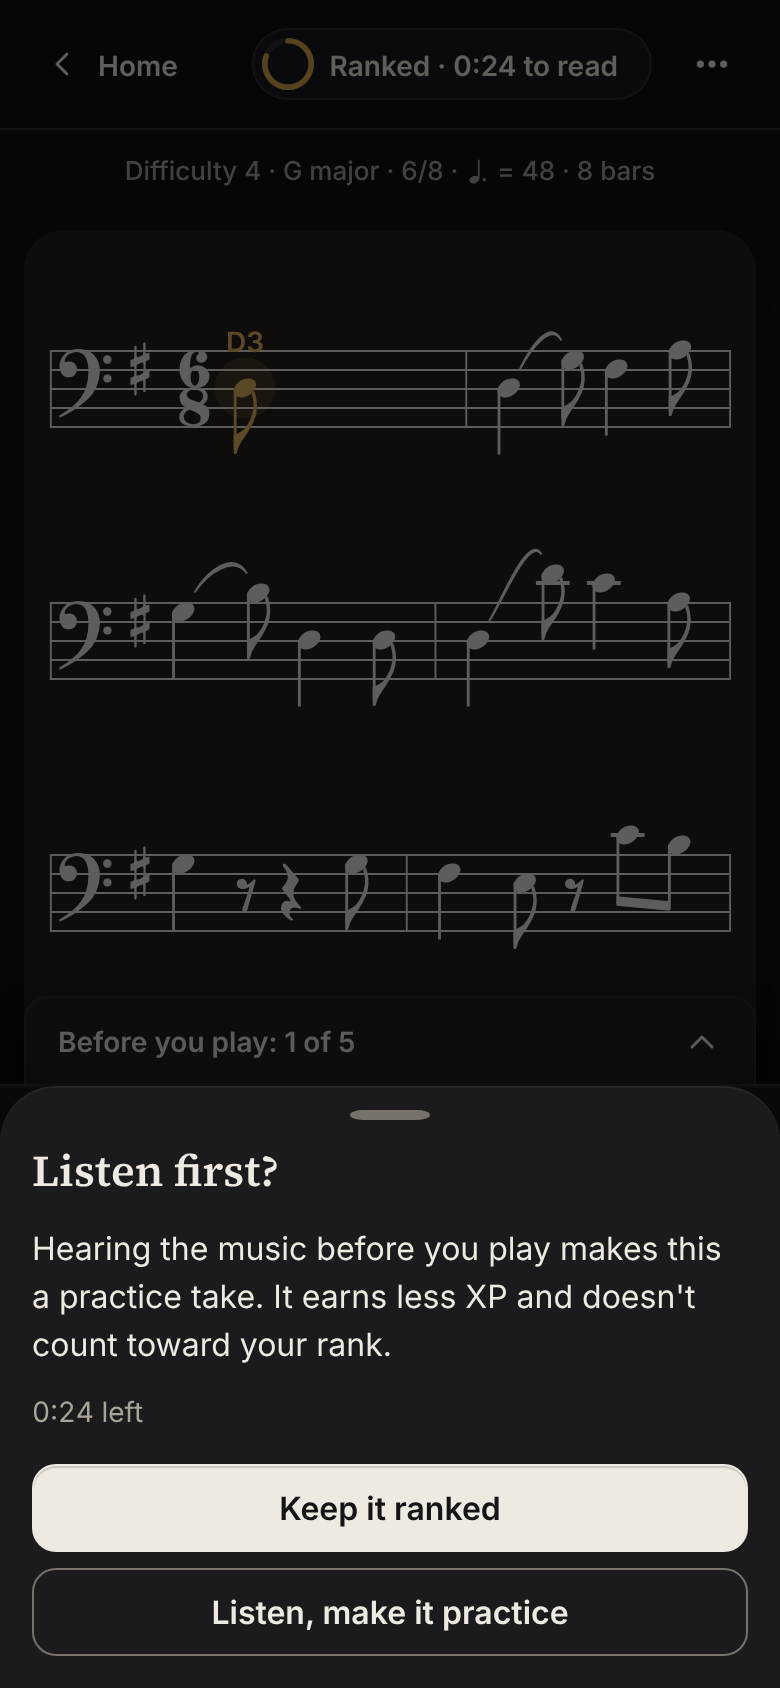 Home
Ranked · 0:24 to read
Difficulty 4 · G major · 6/8 · ♩. = 48 · 8 bars
D3
6
8
Before you play: 1 of 5
Listen first?
Hearing the music before you play makes this
a practice take. It earns less XP and doesn't
count toward your rank.
0:24 left
Keep it ranked
Listen, make it practice